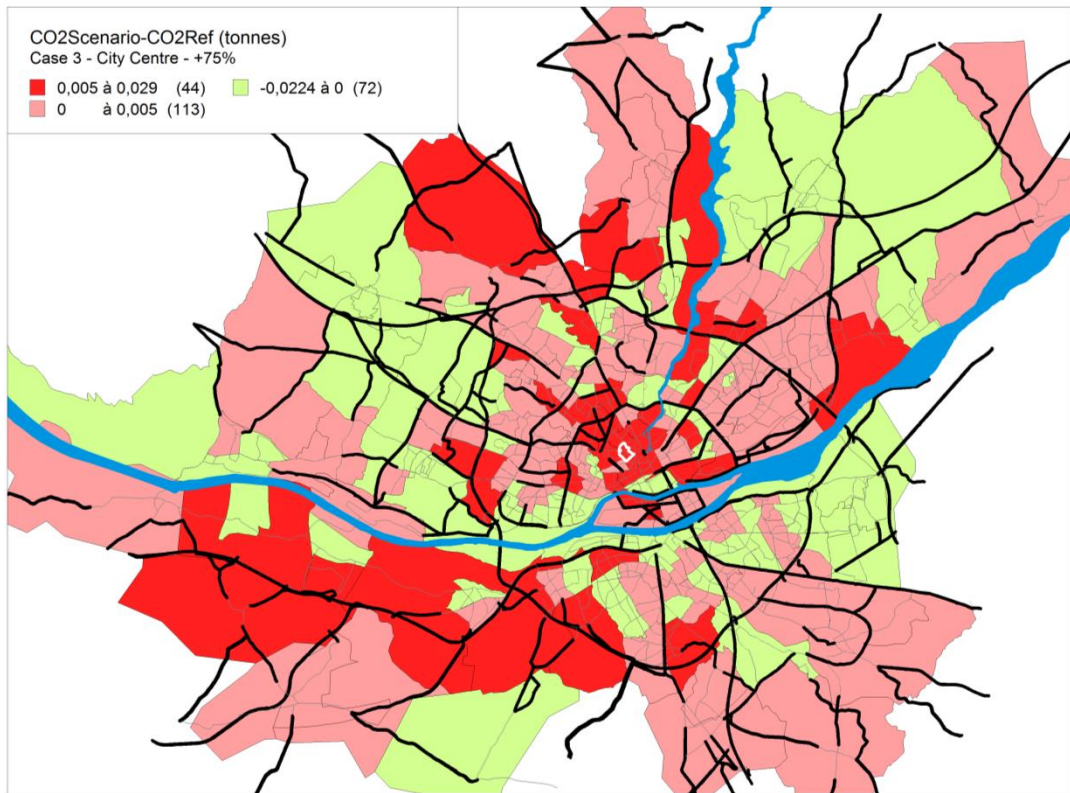 CO2Scenario-CO2Ref (tonnes)
Case 3 - City Centre - +75%
0,005 à 0,029 (44) -0,0224 à 0 (72)
0 à 0,005 (113)